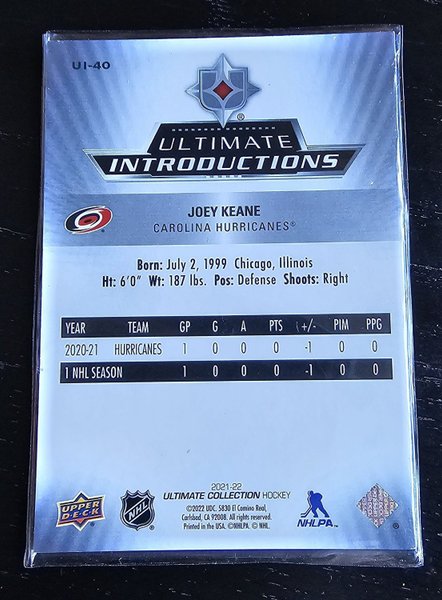 UI-40
®
ULTIMATE
INTRODUCTIONS
JOEY KEANE
CAROLINA HURRICANES®
Born: July 2, 1999 Chicago, Illinois
Ht: 6'0" Wt: 187 lbs. Pos: Defense Shoots: Right
YEAR TEAM GP G A PTS +/- PIM PPG
2020-21 HURRICANES 1 0 0 0 -1 0 0
1 NHL SEASON 1 0 0 0 -1 0 0
2021-22
ULTIMATE COLLECTION HOCKEY
©2022 UDC. 5830 El Camino Real,
Carlsbad, CA 92008. All rights reserved.
Printed in the USA. ©NHLPA. © NHL.
UPPER DECK
NHL
NHLPA™
®